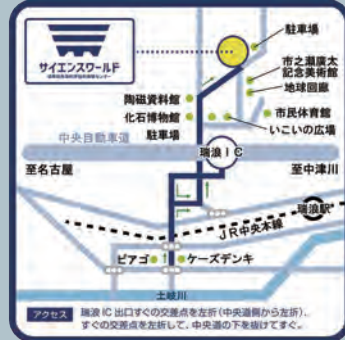 サイエンスワールド
駐車場
市之瀬廣太
記念美術館
地球回廊
陶磁資料館
化石博物館
駐車場
市民体育館
いこいの広場
中央自動車道
瑞浪IC
至名古屋
至中津川
瑞浪駅
JR中央本線
ピアゴ
ケーズデンキ
土岐川
アクセス
瑞浪IC出口すぐの交差点を左折(中央道側から左折)、
すぐの交差点を左折して、中央道の下を抜けてすぐ。